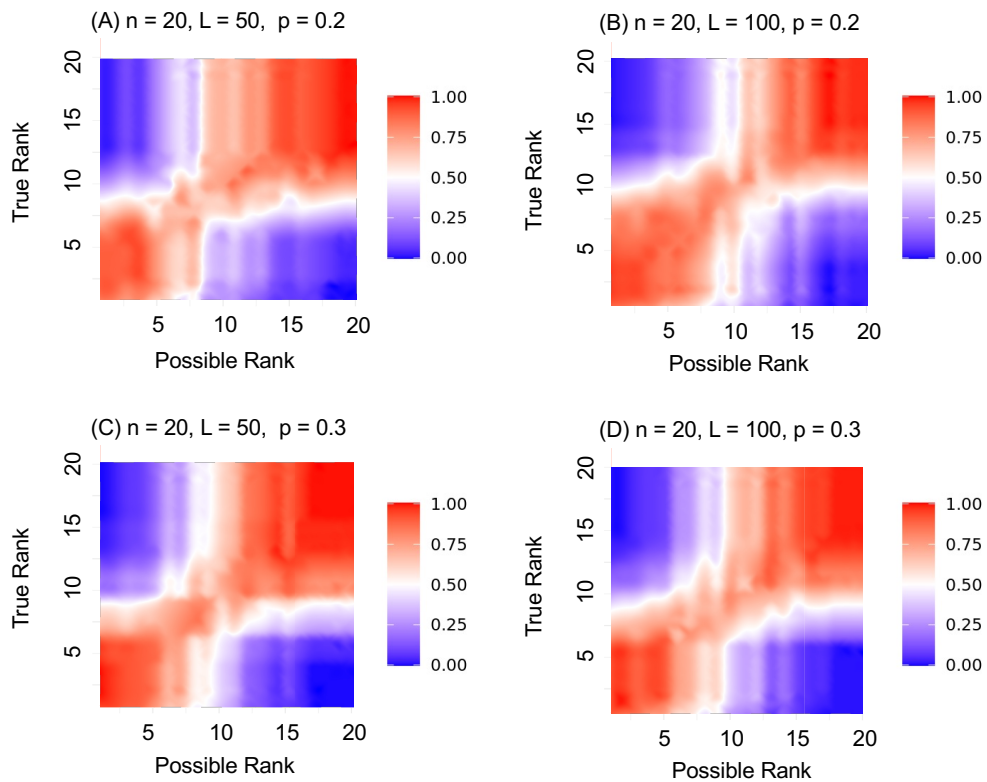 (A) n = 20, L = 50, p = 0.2
True Rank
20
15
10
5
5 10 15 20
Possible Rank
1.00
0.75
0.50
0.25
0.00
(B) n = 20, L = 100, p = 0.2
True Rank
20
15
10
5
5 10 15 20
Possible Rank
1.00
0.75
0.50
0.25
0.00
(C) n = 20, L = 50, p = 0.3
True Rank
20
15
10
5
5 10 15 20
Possible Rank
1.00
0.75
0.50
0.25
0.00
(D) n = 20, L = 100, p = 0.3
True Rank
20
15
10
5
5 10 15 20
Possible Rank
1.00
0.75
0.50
0.25
0.00